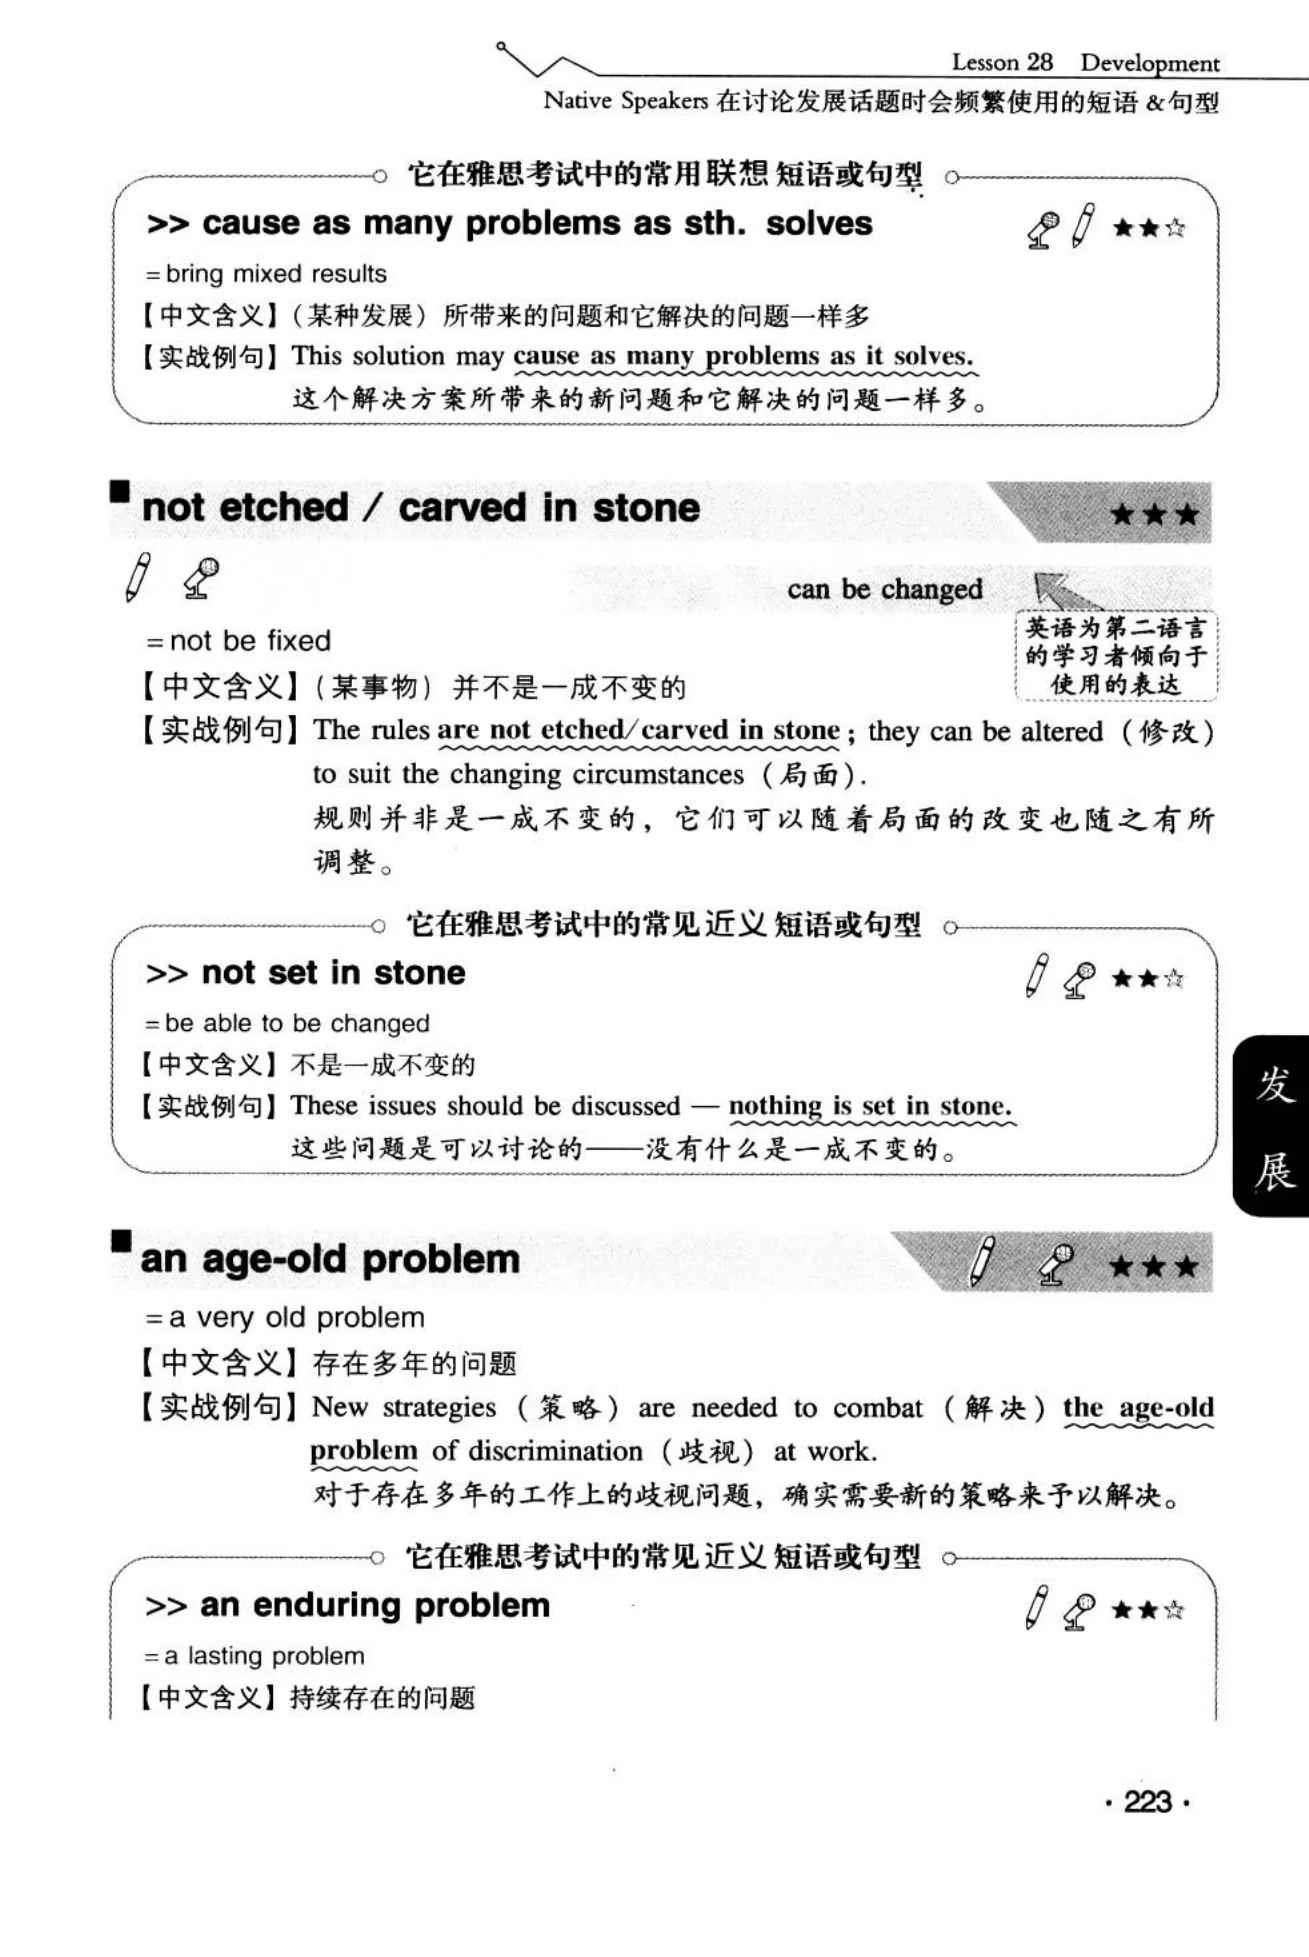 Lesson 28 Development
Native Speakers 在讨论发展话题时会频繁使用的短语 &句型
它在雅思考试中的常用联想短语或句型
>> cause as many problems as sth. solves ★★☆
=bring mixed results
【中文含义】(某种发展)所带来的问题和它解决的问题一样多
【实战例句】This solution may cause as many problems as it solves.
这个解决方案所带来的新问题和它解决的问题一样多。
■ not etched / carved in stone ★★★
can be changed
英语为第二语言
的学习者倾向于
使用的表达
=not be fixed
【中文含义】(某事物)并不是一成不变的
【实战例句】The rules are not etched/carved in stone; they can be altered (修改)
to suit the changing circumstances (局面).
规则并非是一成不变的，它们可以随着局面的改变也随之有所
调整。
它在雅思考试中的常见近义短语或句型
>> not set in stone ★★☆
=be able to be changed
【中文含义】不是一成不变的
【实战例句】These issues should be discussed — nothing is set in stone.
这些问题是可以讨论的——没有什么是一成不变的。
发
展
■ an age-old problem ★★★
=a very old problem
【中文含义】存在多年的问题
【实战例句】New strategies (策略) are needed to combat (解决) the age-old
problem of discrimination (歧视) at work.
对于存在多年的工作上的歧视问题，确实需要新的策略来予以解决。
它在雅思考试中的常见近义短语或句型
>> an enduring problem ★★☆
=a lasting problem
【中文含义】持续存在的问题
· 223 ·